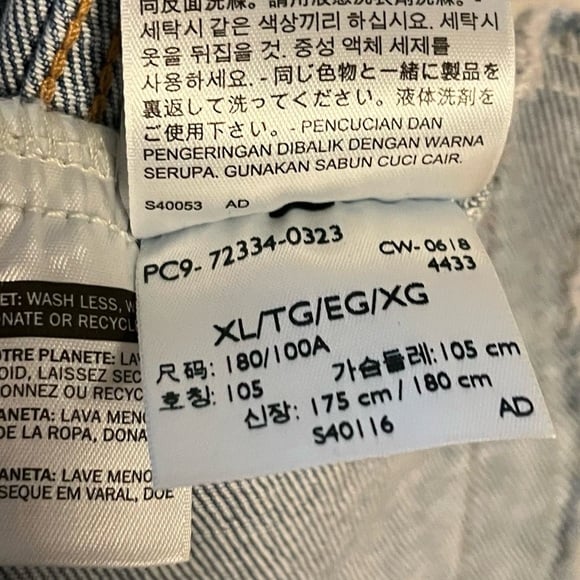 세탁시 같은 색상끼리 하십시요. 세탁시
옷을 뒤집을 것. 중성 액체 세제를
사용하세요. - 同じ色物と一緒に製品を
裏返して洗ってください。液体洗剤を
ご使用下さい。- PENCUCIAN DAN
PENGERINGAN DIBALIK DENGAN WARNA
SERUPA. GUNAKAN SABUN CUCI CAIR.
S40053 AD
PC9- 72334-0323
CW- 0618
4433
XL/TG/EG/XG
尺码: 180/100A
가슴둘레: 105 cm
호칭: 105
신장: 175 cm / 180 cm
S40116
AD
ET: WASH LESS, W
NATE OR RECYCL
OTRE PLANETE: LA
OID, LAISSEZ SEC
ONNEZ OU RECYC
ANETA: LAVA MEN
DE LA ROPA, DONA
ANETA: LAVE MENO
SEQUE EM VARAL, DOE